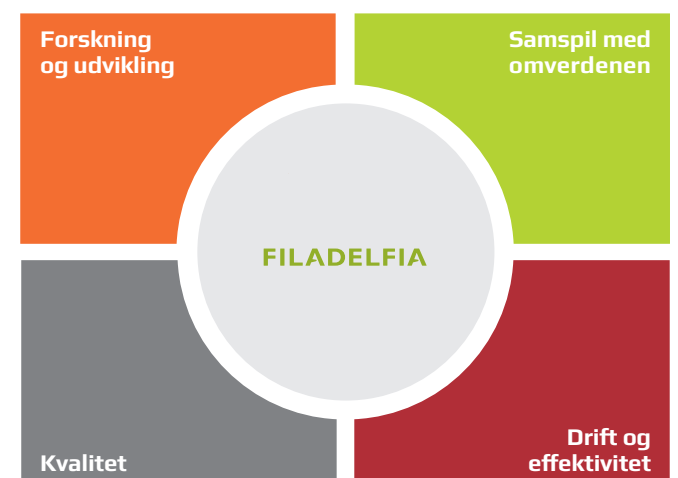 Forskning
og udvikling
Samspil med
omverdenen
FILADELFIA
Kvalitet
Drift og
effektivitet